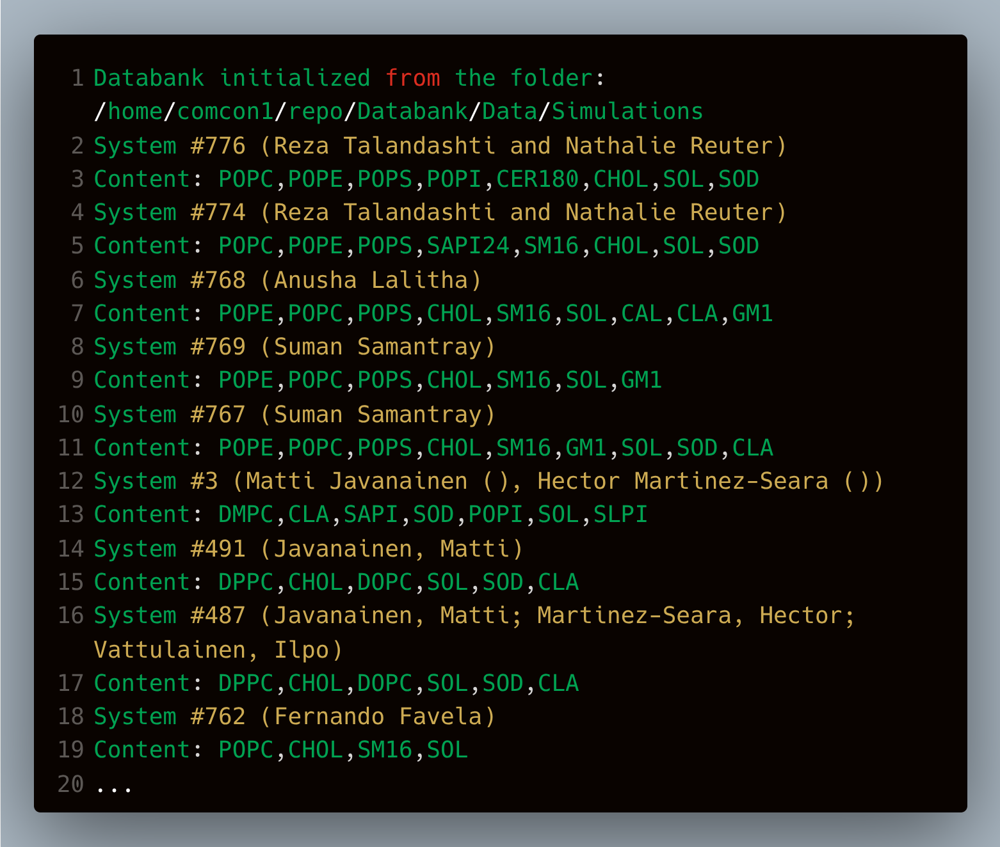 1 Databank initialized from the folder:
/home/comcon1/repo/Databank/Data/Simulations
2 System #776 (Reza Talandashti and Nathalie Reuter)
3 Content: POPC,POPE,POPS,POPI,CER180,CHOL,SOL,SOD
4 System #774 (Reza Talandashti and Nathalie Reuter)
5 Content: POPC,POPE,POPS,SAPI24,SM16,CHOL,SOL,SOD
6 System #768 (Anusha Lalitha)
7 Content: POPE,POPC,POPS,CHOL,SM16,SOL,CAL,CLA,GM1
8 System #769 (Suman Samantray)
9 Content: POPE,POPC,POPS,CHOL,SM16,SOL,GM1
10 System #767 (Suman Samantray)
11 Content: POPE,POPC,POPS,CHOL,SM16,GM1,SOL,SOD,CLA
12 System #3 (Matti Javanainen (), Hector Martinez-Seara ())
13 Content: DMPC,CLA,SAPI,SOD,POPI,SOL,SLPI
14 System #491 (Javanainen, Matti)
15 Content: DPPC,CHOL,DOPC,SOL,SOD,CLA
16 System #487 (Javanainen, Matti; Martinez-Seara, Hector;
Vattulainen, Ilpo)
17 Content: DPPC,CHOL,DOPC,SOL,SOD,CLA
18 System #762 (Fernando Favela)
19 Content: POPC,CHOL,SM16,SOL
20 ...